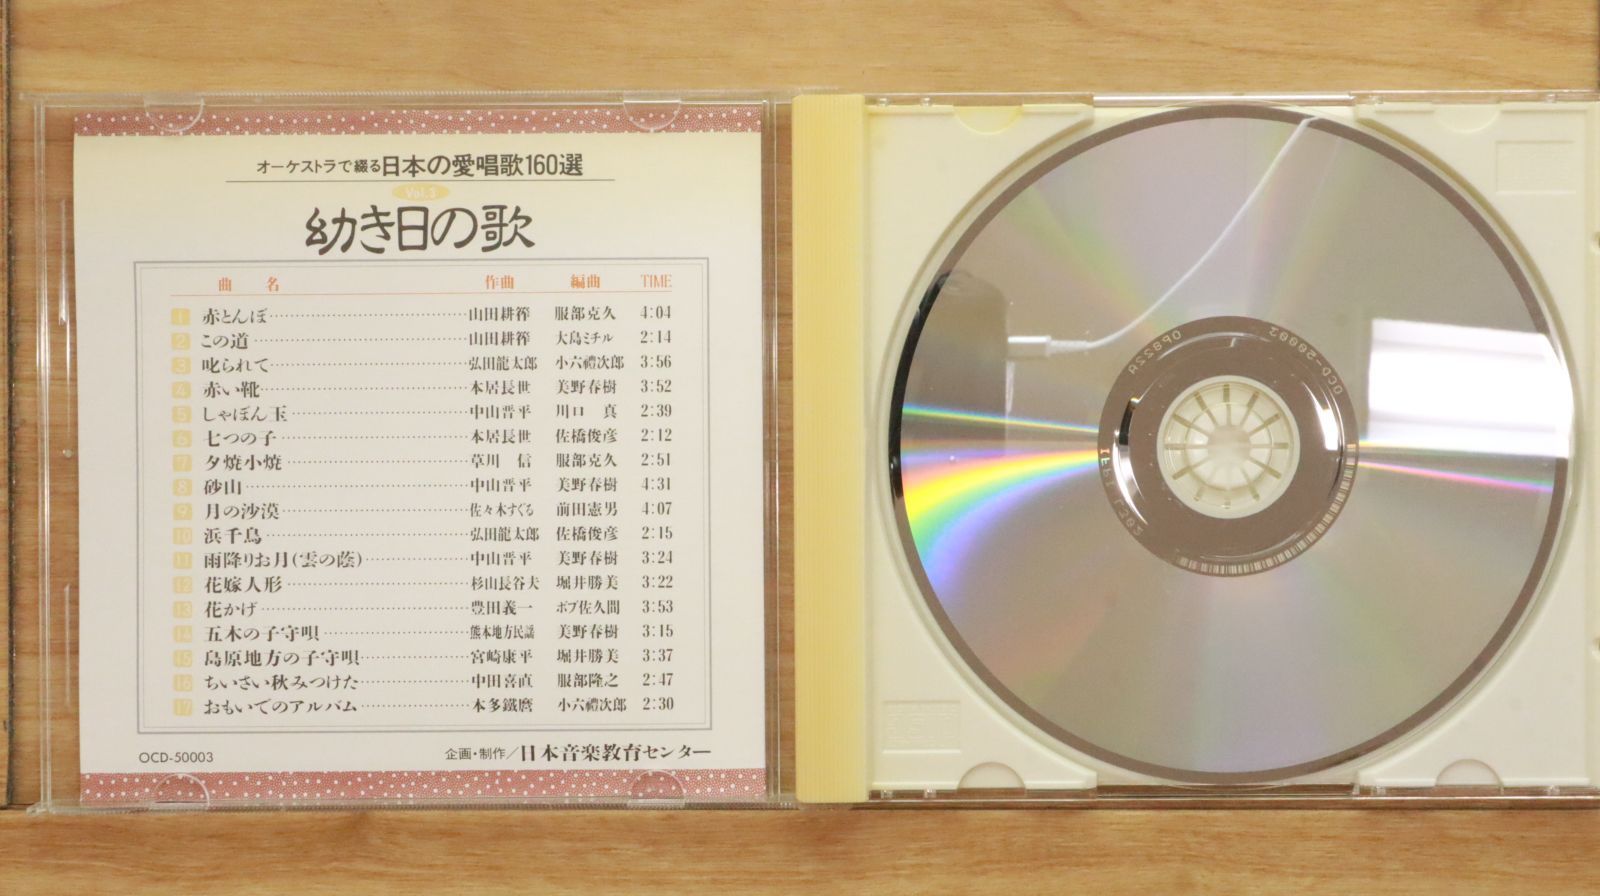 オーケストラで綴る日本の愛唱歌160選
Vol.3
幼き日の歌
曲 名 作曲 編曲 TIME
1 赤とんぼ 山田耕筰 服部克久 4:04
2 この道 山田耕筰 大島ミチル 2:14
3 叱られて 弘田龍太郎 小六禮次郎 3:56
4 赤い靴 本居長世 美野春樹 3:52
5 しゃぼん玉 中山晋平 川口 真 2:39
6 七つの子 本居長世 佐橋俊彦 2:12
7 夕焼小焼 草川 信 服部克久 2:51
8 砂山 中山晋平 美野春樹 4:31
9 月の沙漠 佐々木すぐる 前田憲男 4:07
10 浜千鳥 弘田龍太郎 佐橋俊彦 2:15
11 雨降りお月(雲の蔭) 中山晋平 美野春樹 3:24
12 花嫁人形 杉山長谷夫 堀井勝美 3:22
13 花かげ 豊田義一 ボブ佐久間 3:53
14 五木の子守唄 熊本地方民謡 美野春樹 3:15
15 島原地方の子守唄 宮崎康平 堀井勝美 3:37
16 ちいさい秋みつけた 中田喜直 服部隆之 2:47
17 おもいでのアルバム 本多鐵麿 小六禮次郎 2:30
OCD-50003 企画・制作/日本音楽教育センター
OCD-50003